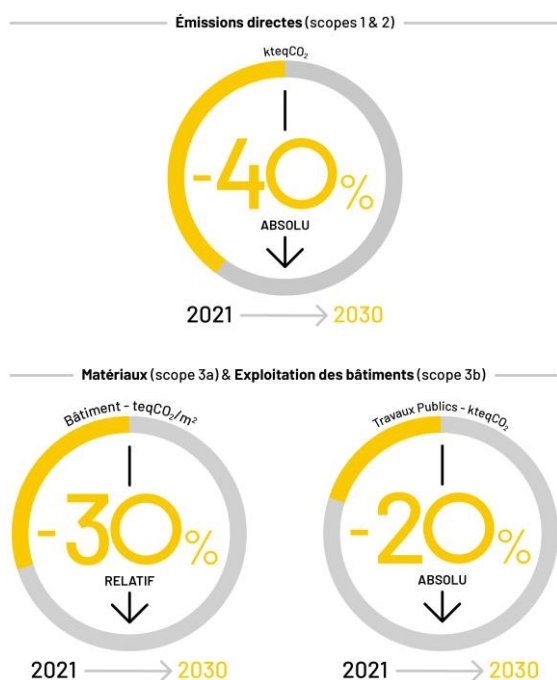 Émissions directes (scopes 1 & 2)
kteqCO₂
-40%
ABSOLU
2021 2030
Matériaux (scope 3a) & Exploitation des bâtiments (scope 3b)
Bâtiment - teqCO₂/m²
-30%
RELATIF
2021 2030
Travaux Publics - kteqCO₂
-20%
ABSOLU
2021 2030